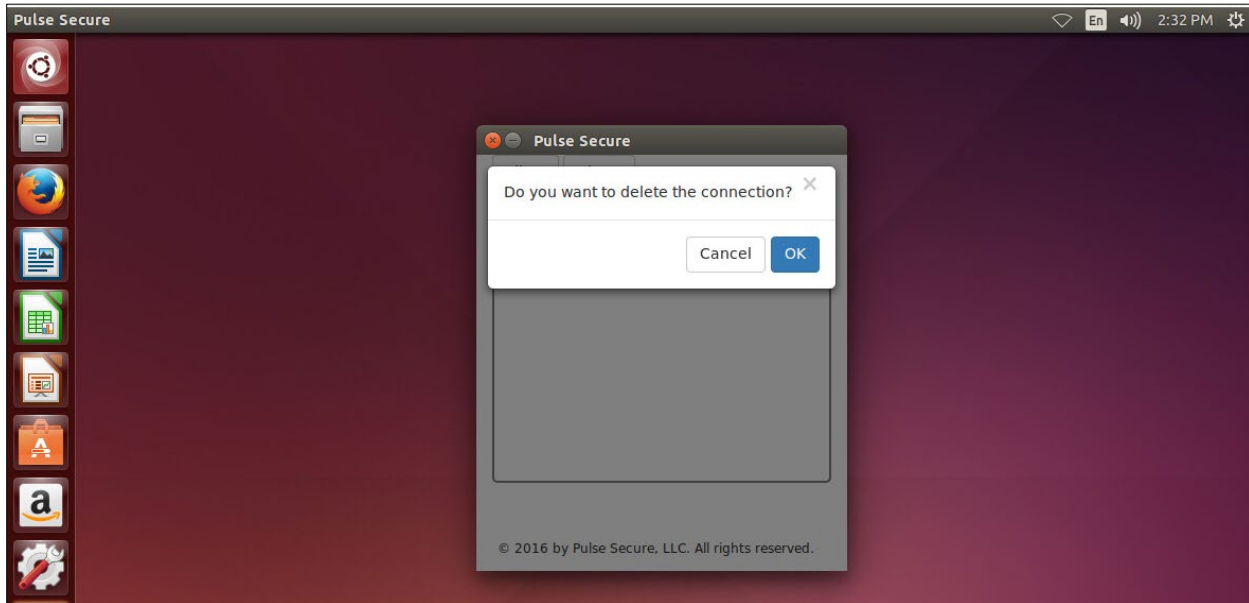 Pulse Secure
En
2:32 PM
Pulse Secure
Do you want to delete the connection? ×
Cancel OK
© 2016 by Pulse Secure, LLC. All rights reserved.